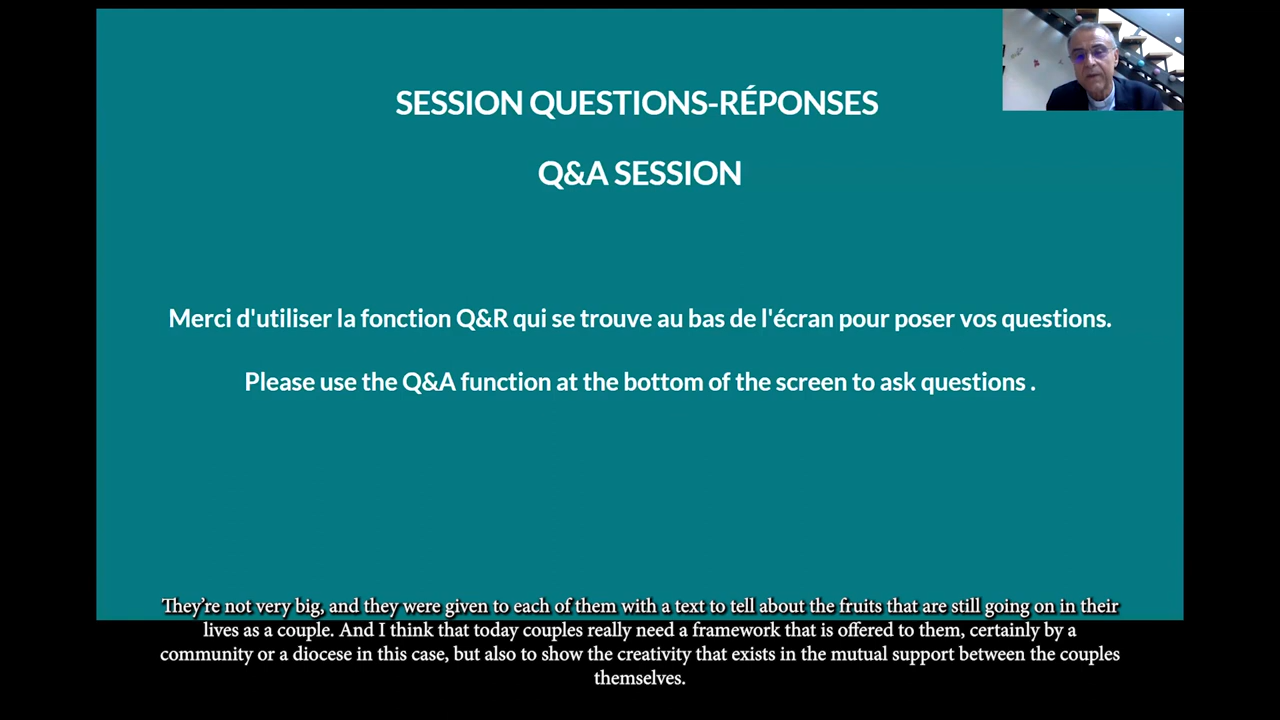 SESSION QUESTIONS-RÉPONSES
Q&A SESSION
Merci d'utiliser la fonction Q&R qui se trouve au bas de l'écran pour poser vos questions.
Please use the Q&A function at the bottom of the screen to ask questions .
They're not very big, and they were given to each of them with a text to tell about the fruits that are still going on in their
lives as a couple. And I think that today couples really need a framework that is offered to them, certainly by a
community or a diocese in this case, but also to show the creativity that exists in the mutual support between the couples
themselves.